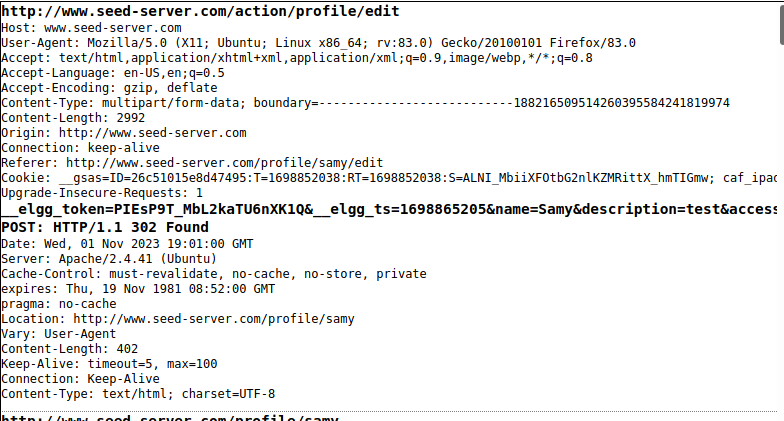 http://www.seed-server.com/action/profile/edit
Host: www.seed-server.com
User-Agent: Mozilla/5.0 (X11; Ubuntu; Linux x86_64; rv:83.0) Gecko/20100101 Firefox/83.0
Accept: text/html,application/xhtml+xml,application/xml;q=0.9,image/webp,*/*;q=0.8
Accept-Language: en-US,en;q=0.5
Accept-Encoding: gzip, deflate
Content-Type: multipart/form-data; boundary=---------------------------188216509514260395584241819974
Content-Length: 2992
Origin: http://www.seed-server.com
Connection: keep-alive
Referer: http://www.seed-server.com/profile/samy/edit
Cookie: __gsas=ID=26c51015e8d47495:T=1698852038:RT=1698852038:S=ALNI_MbiiXFOtbG2nlKZMRittX_hmTIGmw; caf_ipad
Upgrade-Insecure-Requests: 1
__elgg_token=PIEsP9T_MbL2kaTU6nXK1Q&__elgg_ts=1698865205&name=Samy&description=test&access
POST: HTTP/1.1 302 Found
Date: Wed, 01 Nov 2023 19:01:00 GMT
Server: Apache/2.4.41 (Ubuntu)
Cache-Control: must-revalidate, no-cache, no-store, private
expires: Thu, 19 Nov 1981 08:52:00 GMT
pragma: no-cache
Location: http://www.seed-server.com/profile/samy
Vary: User-Agent
Content-Length: 402
Keep-Alive: timeout=5, max=100
Connection: Keep-Alive
Content-Type: text/html; charset=UTF-8
http://www.seed-server.com/profile/samy